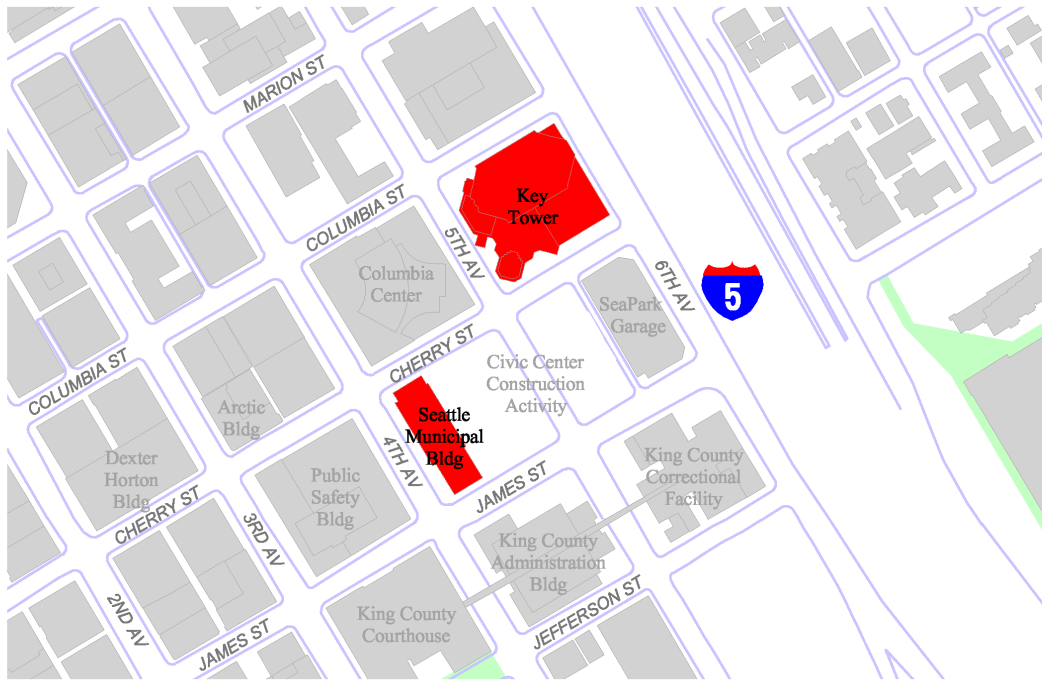 MARION ST
COLUMBIA ST
5TH AV
Key
Tower
Columbia
Center
6TH AV
5
SeaPark
Garage
CHERRY ST
Civic Center
Construction
Activity
COLUMBIA ST
Arctic
Bldg
Seattle
Municipal
Bldg
4TH AV
Dexter
Horton
Bldg
Public
Safety
Bldg
JAMES ST
King County
Correctional
Facility
CHERRY ST
3RD AV
King County
Administration
Bldg
2ND AV
JAMES ST
King County
Courthouse
JEFFERSON ST